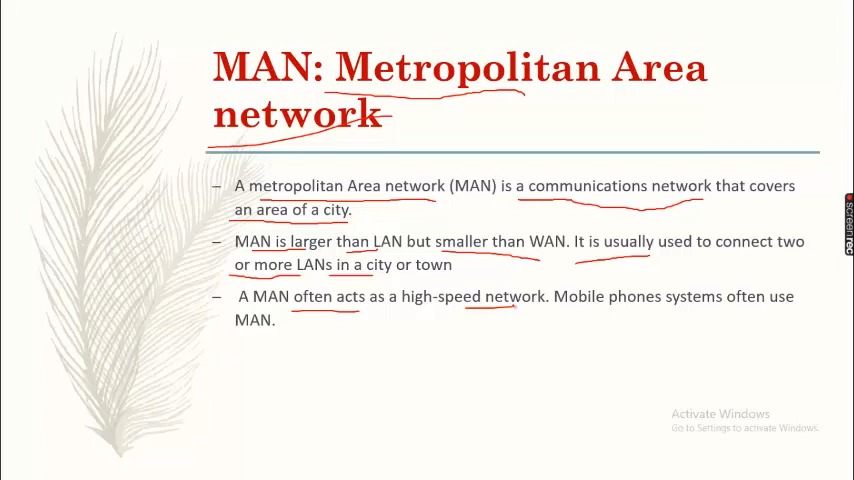 MAN: Metropolitan Area
network
– A metropolitan Area network (MAN) is a communications network that covers
an area of a city.
– MAN is larger than LAN but smaller than WAN. It is usually used to connect two
or more LANs in a city or town
– A MAN often acts as a high-speed network. Mobile phones systems often use
MAN.
Activate Windows
Go to Settings to activate Windows.
screenrec